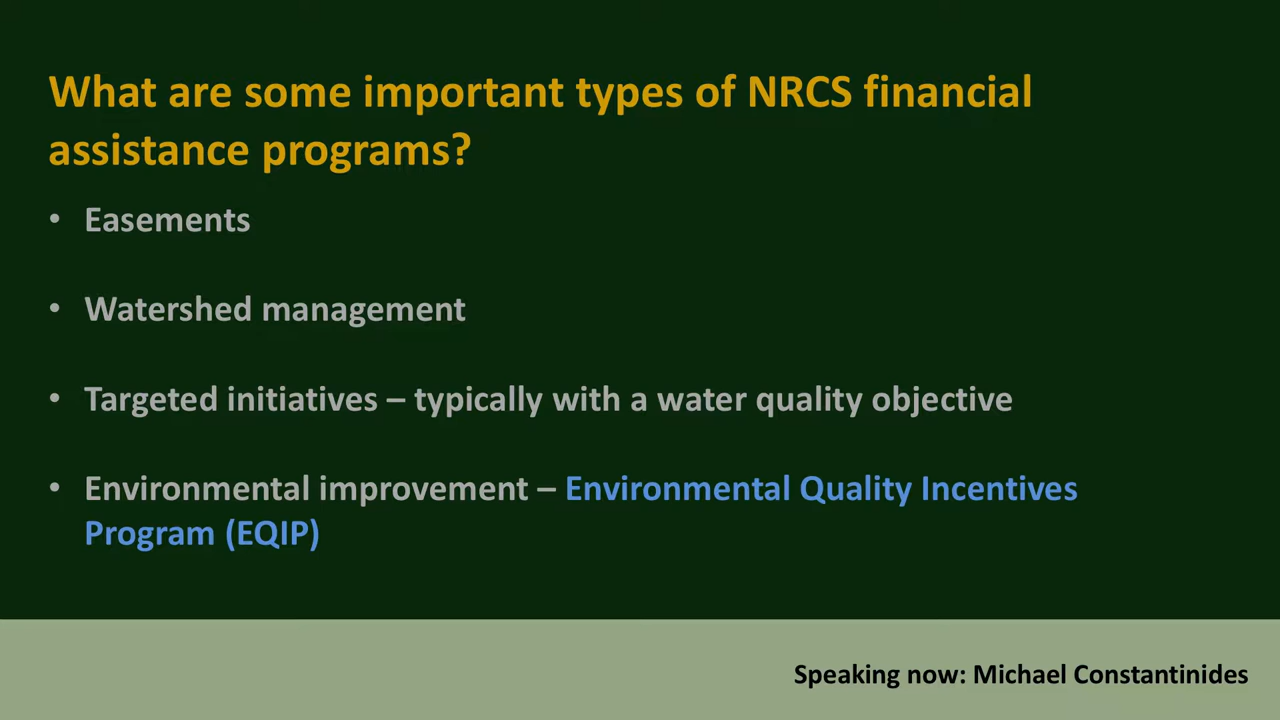 What are some important types of NRCS financial
assistance programs?
• Easements
• Watershed management
• Targeted initiatives – typically with a water quality objective
• Environmental improvement – Environmental Quality Incentives
Program (EQIP)
Speaking now: Michael Constantinides